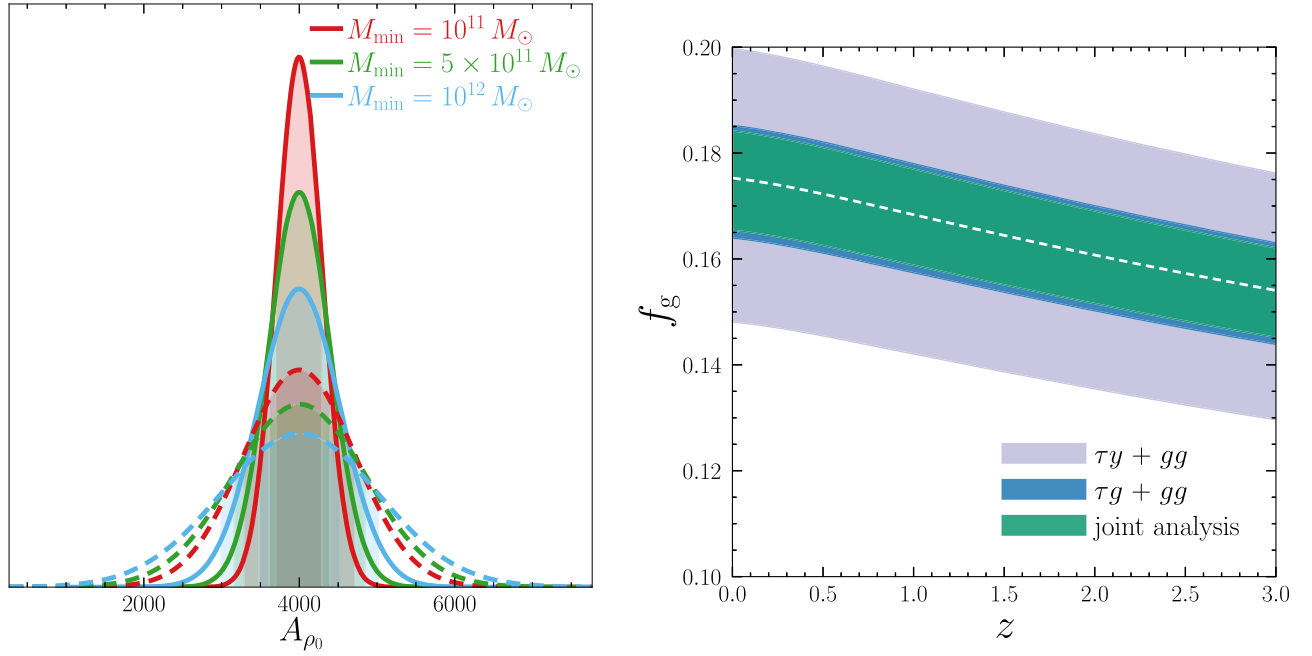 M_min = 10^11 M_⊙
M_min = 5 × 10^11 M_⊙
M_min = 10^12 M_⊙
2000 4000 6000
A_ρ0
0.20
0.18
0.16
0.14
0.12
0.10
f_g
τy + gg
τg + gg
joint analysis
0.0 0.5 1.0 1.5 2.0 2.5 3.0
z